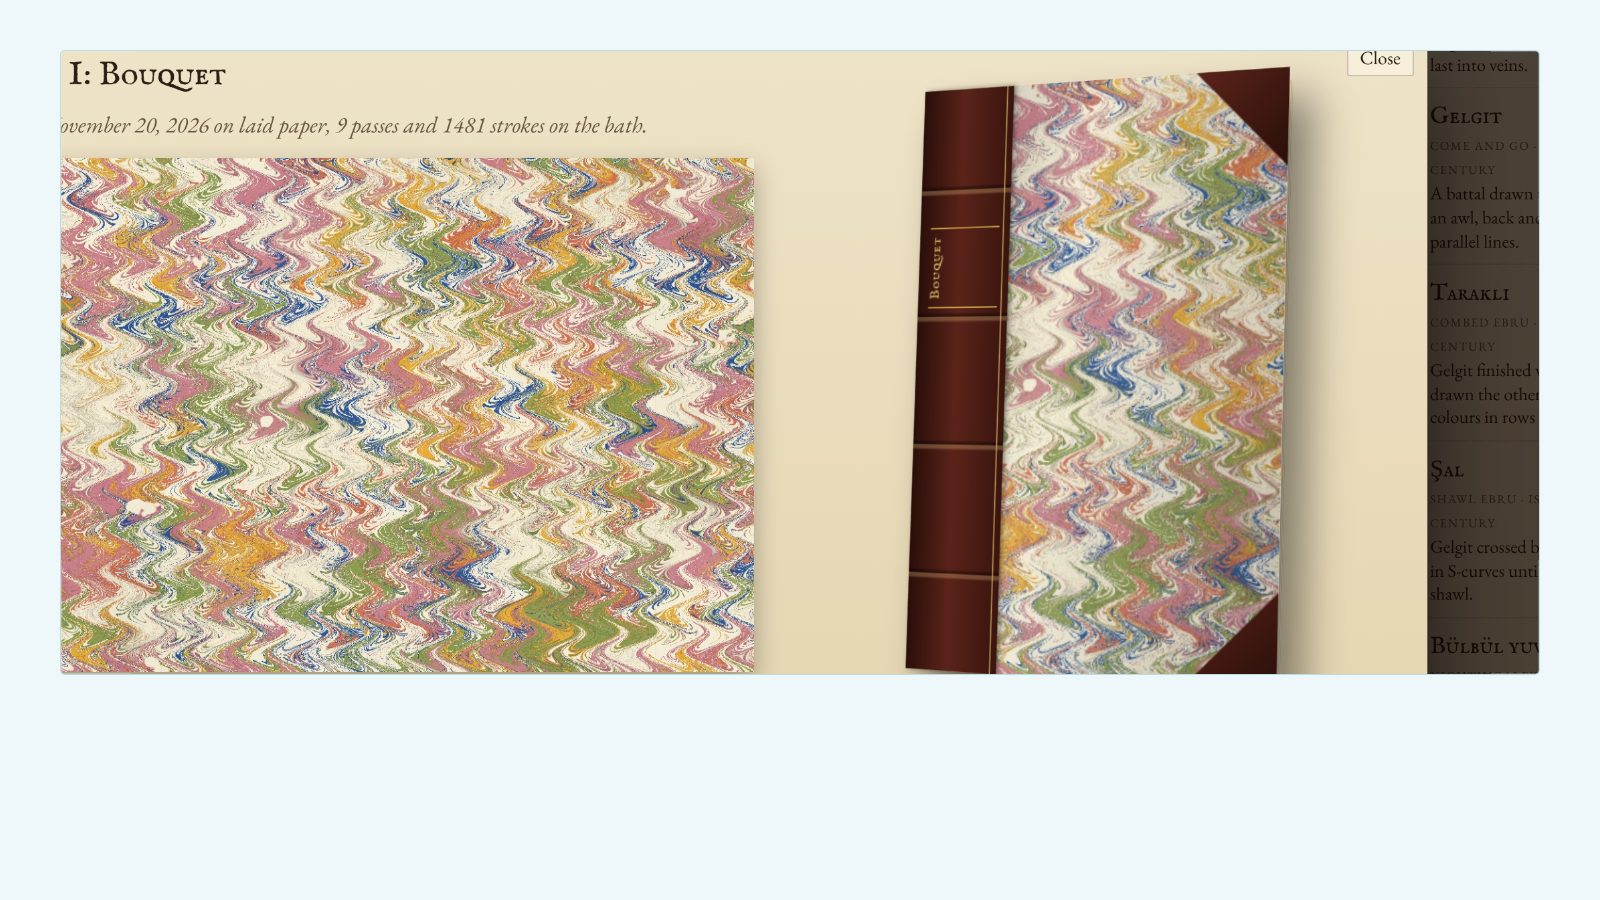 I: Bouquet
ovember 20, 2026 on laid paper, 9 passes and 1481 strokes on the bath.
Bouquet
Close
last into veins.
Gelgit
COME AND GO ·
CENTURY
A battal drawn
an awl, back and
parallel lines.
Tarakli
COMBED EBRU ·
CENTURY
Gelgit finished
drawn the other
colours in rows
Şal
SHAWL EBRU ·
CENTURY
Gelgit crossed
in S-curves unti
shawl.
Bülbül